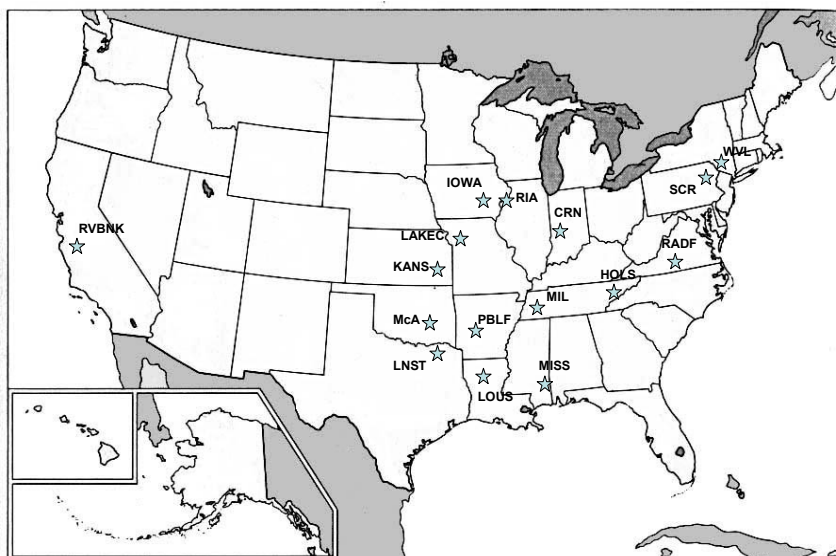 WVL
SCR
IOWA
RIA
CRN
RVBNK
LAKEC
RADF
KANS
HOLS
MIL
McA
PBLF
LNST
MISS
LOUS